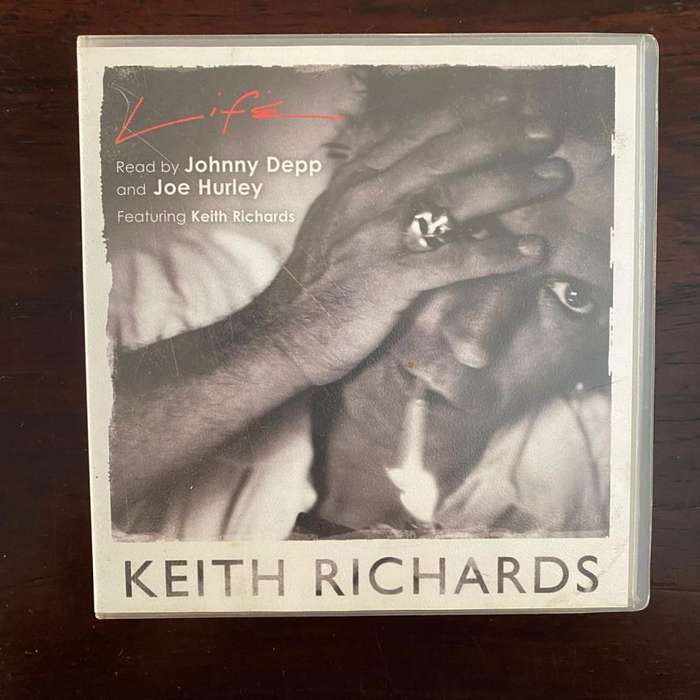 Life
Read by Johnny Depp
and Joe Hurley
Featuring Keith Richards
KEITH RICHARDS